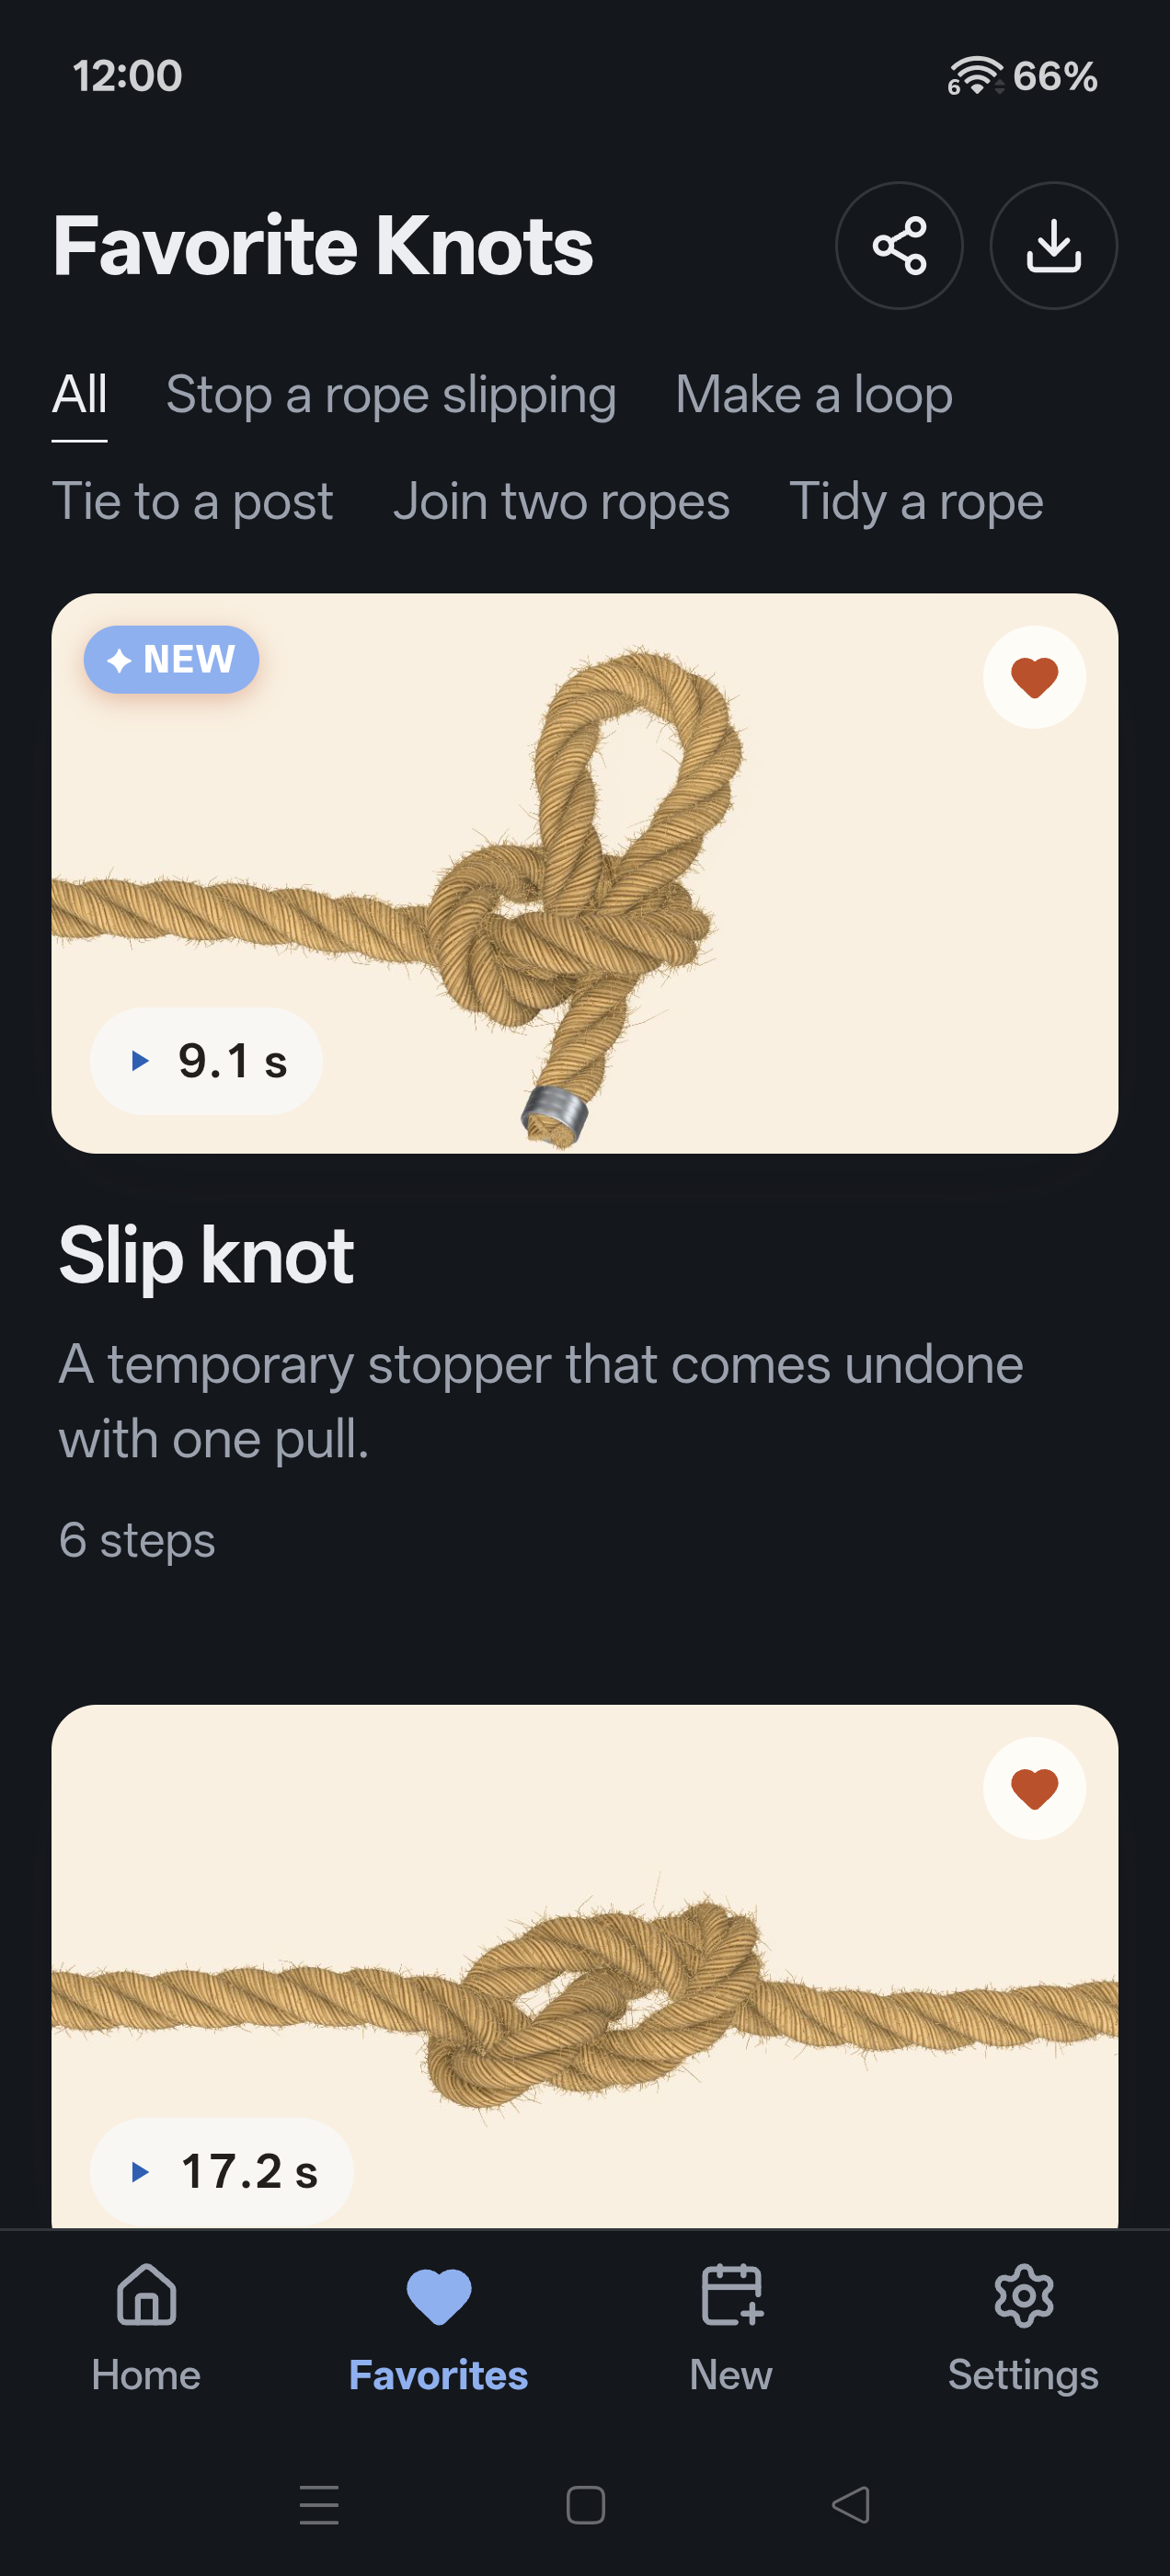 12:00
6 66%
Favorite Knots
All Stop a rope slipping Make a loop
Tie to a post Join two ropes Tidy a rope
NEW
9.1 s
Slip knot
A temporary stopper that comes undone
with one pull.
6 steps
17.2 s
Home Favorites New Settings